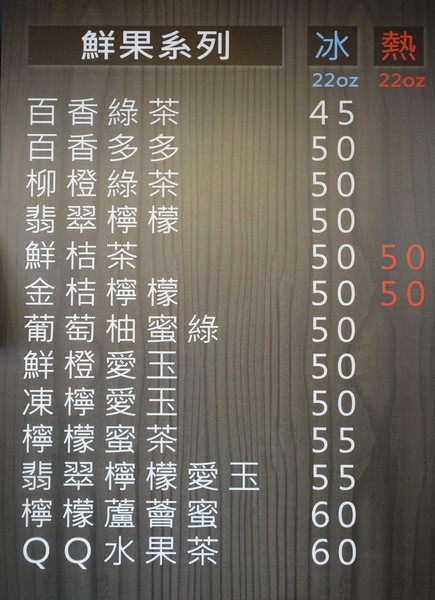 鮮果系列 冰 熱
22oz 22oz
百香綠茶 45
百香多多 50
柳橙綠茶 50
翡翠檸檬 50
鮮桔茶 50 50
金桔檸檬 50 50
葡萄柚蜜綠 50
鮮橙愛玉 50
凍檸愛玉 50
檸檬蜜茶 55
翡翠檸檬愛玉 55
檸檬蘆薈蜜 60
QQ水果茶 60